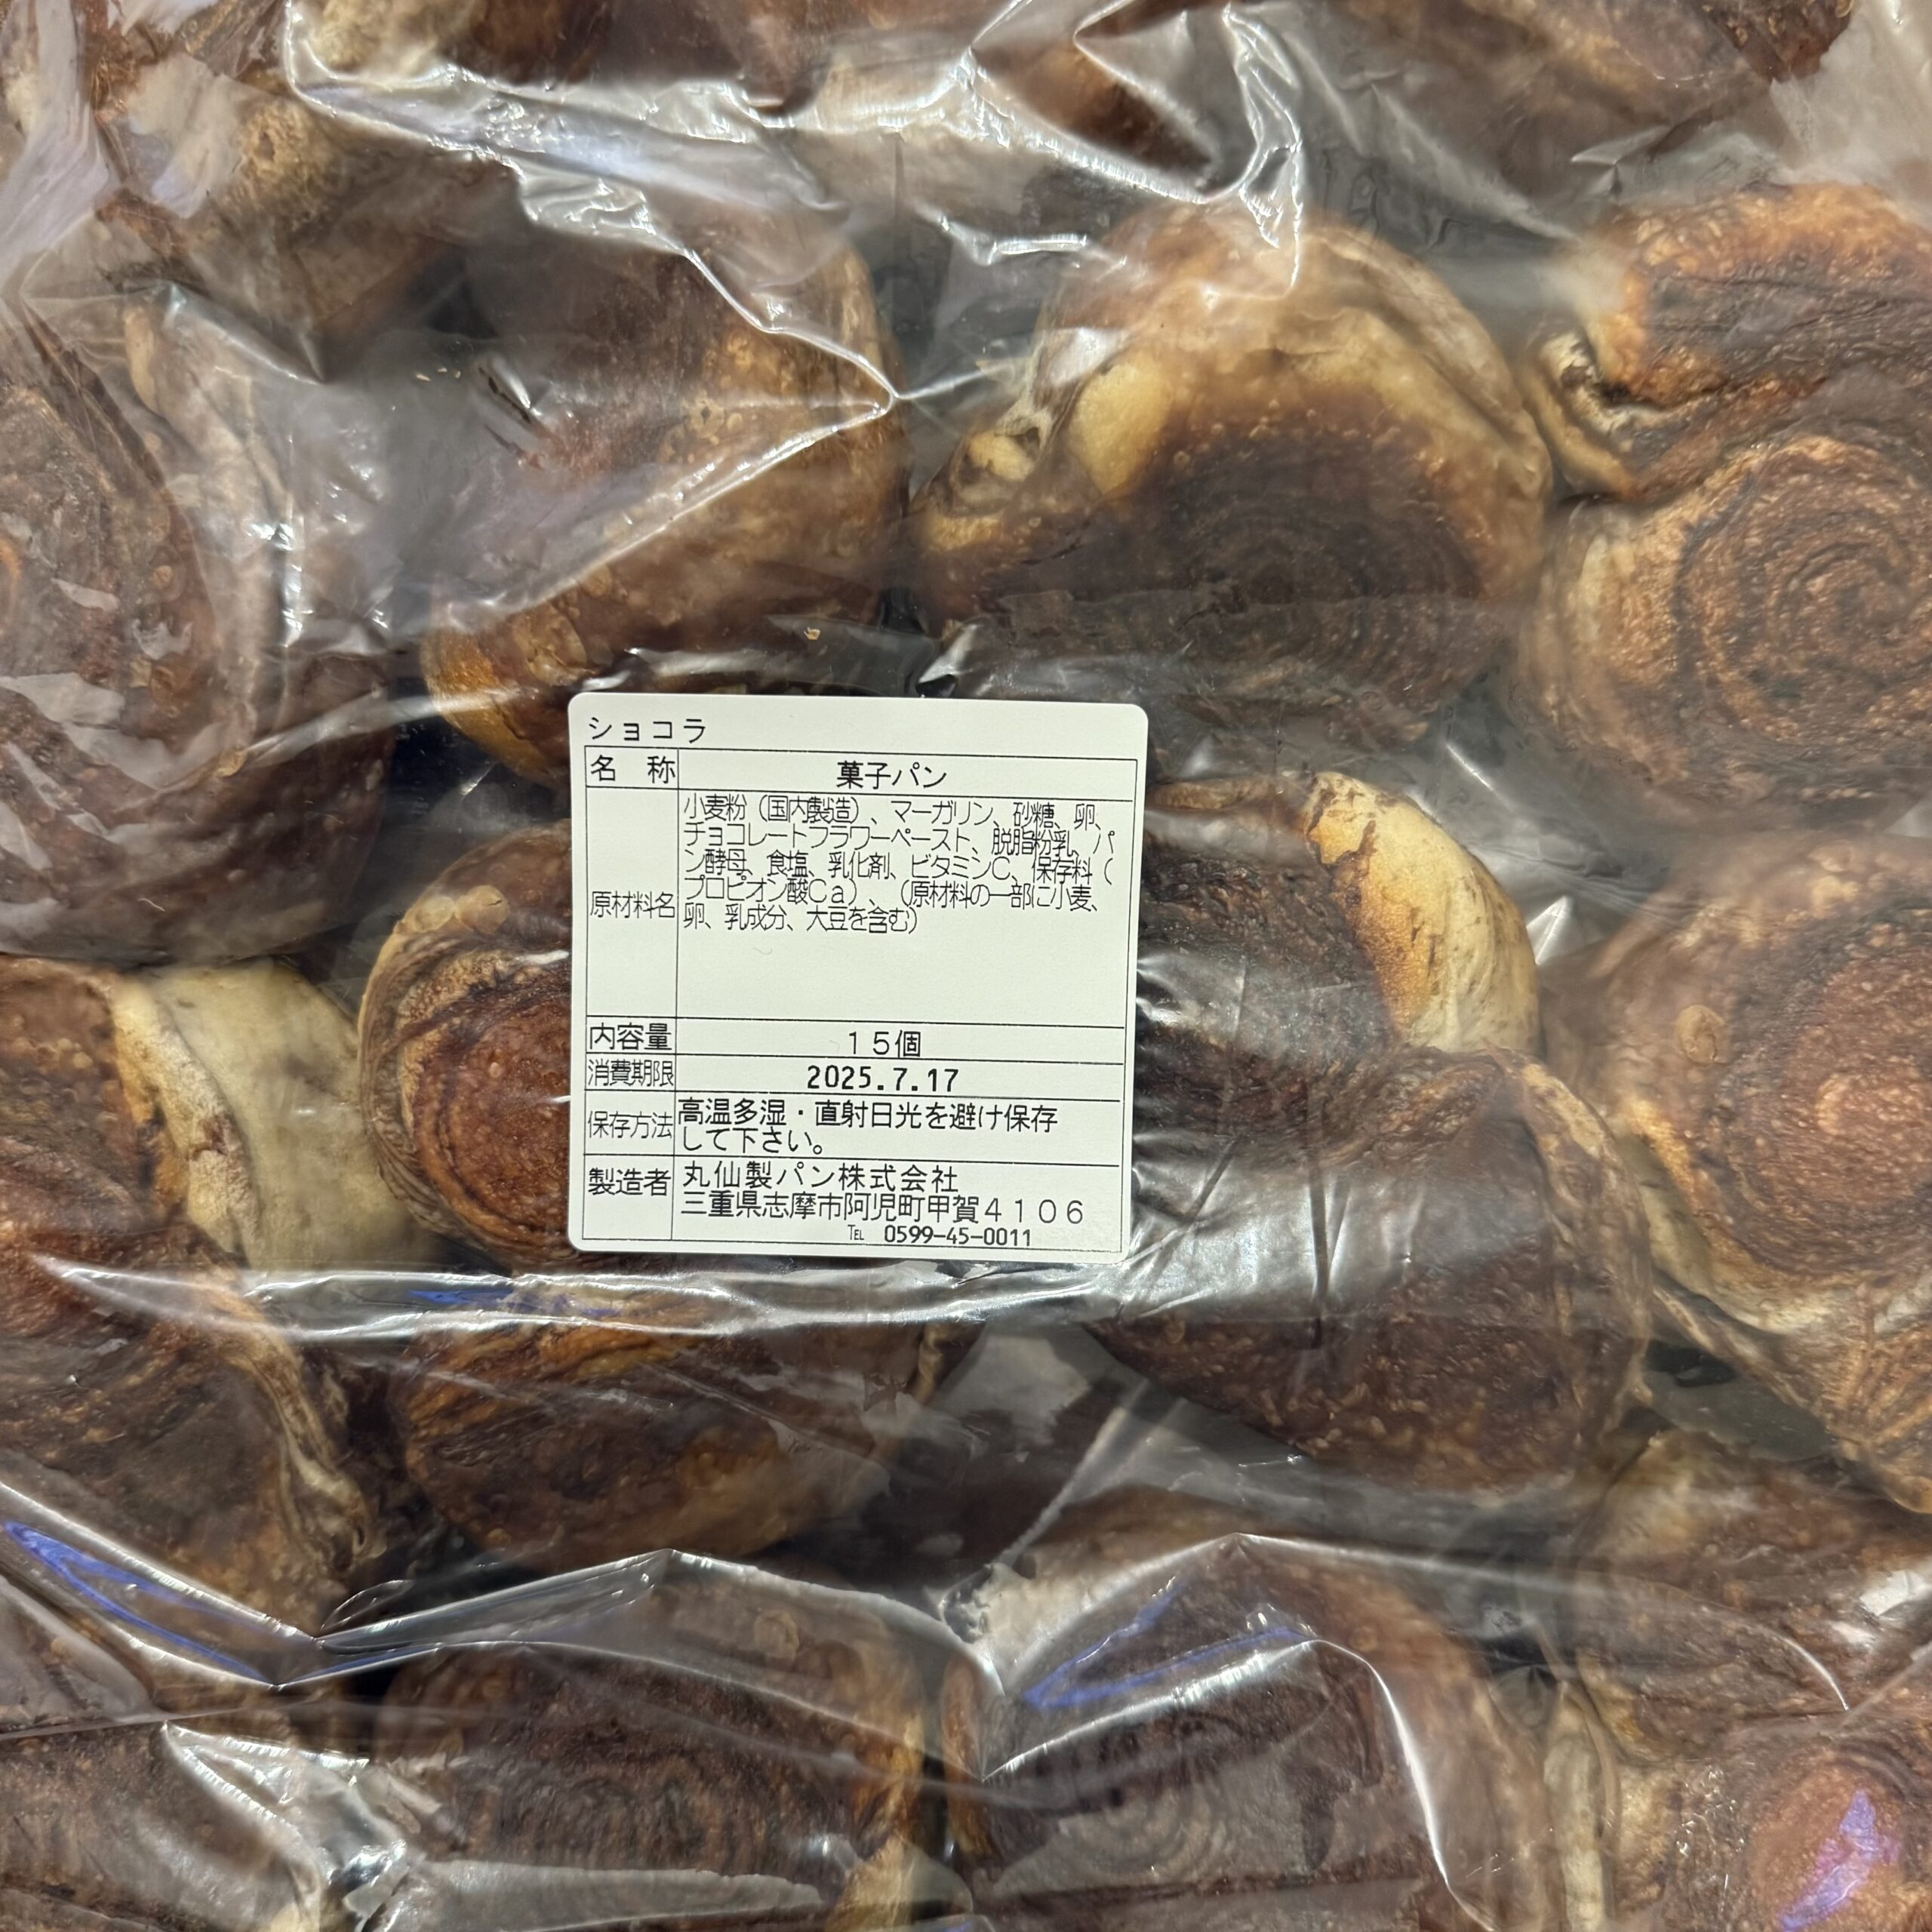 ショコラ
名　称　菓子パン
原材料名　小麦粉（国内製造）、マーガリン、砂糖、卵、
チョコレートフラワーペースト、脱脂粉乳、パ
ン酵母、食塩、乳化剤、ビタミンC、保存料（
プロピオン酸Ca）、（原材料の一部に小麦、
卵、乳成分、大豆を含む）
内容量　１５個
消費期限　2025.7.17
保存方法　高温多湿・直射日光を避け保存
して下さい。
製造者　丸仙製パン株式会社
三重県志摩市阿児町甲賀４１０６
℡ 0599-45-0011